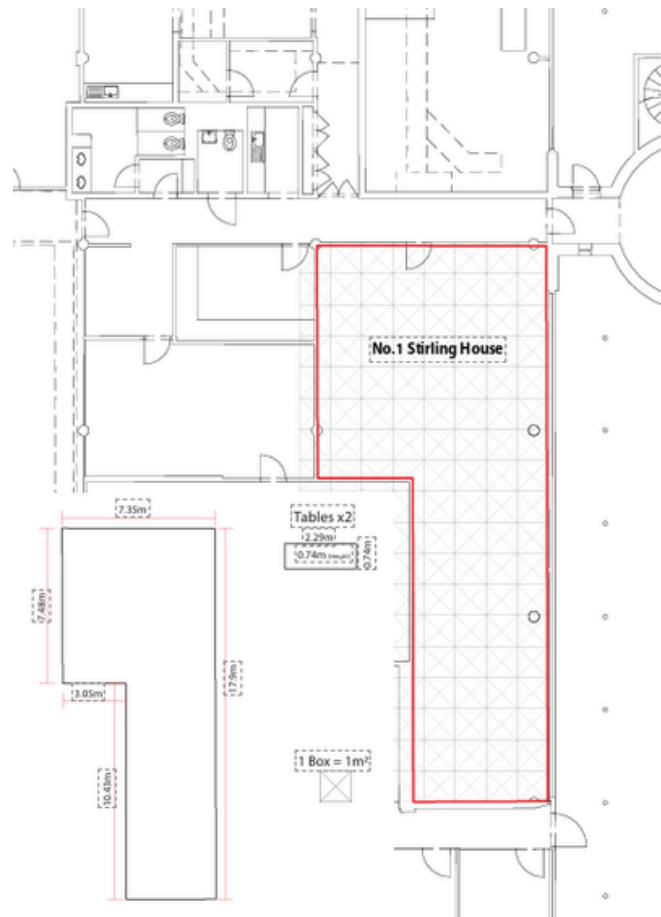 No.1 Stirling House
7.35m
Tables x2
2.29m
0.74m (Height)
0.74m
7.48m
17.9m
3.05m
1 Box = 1m²
10.43m